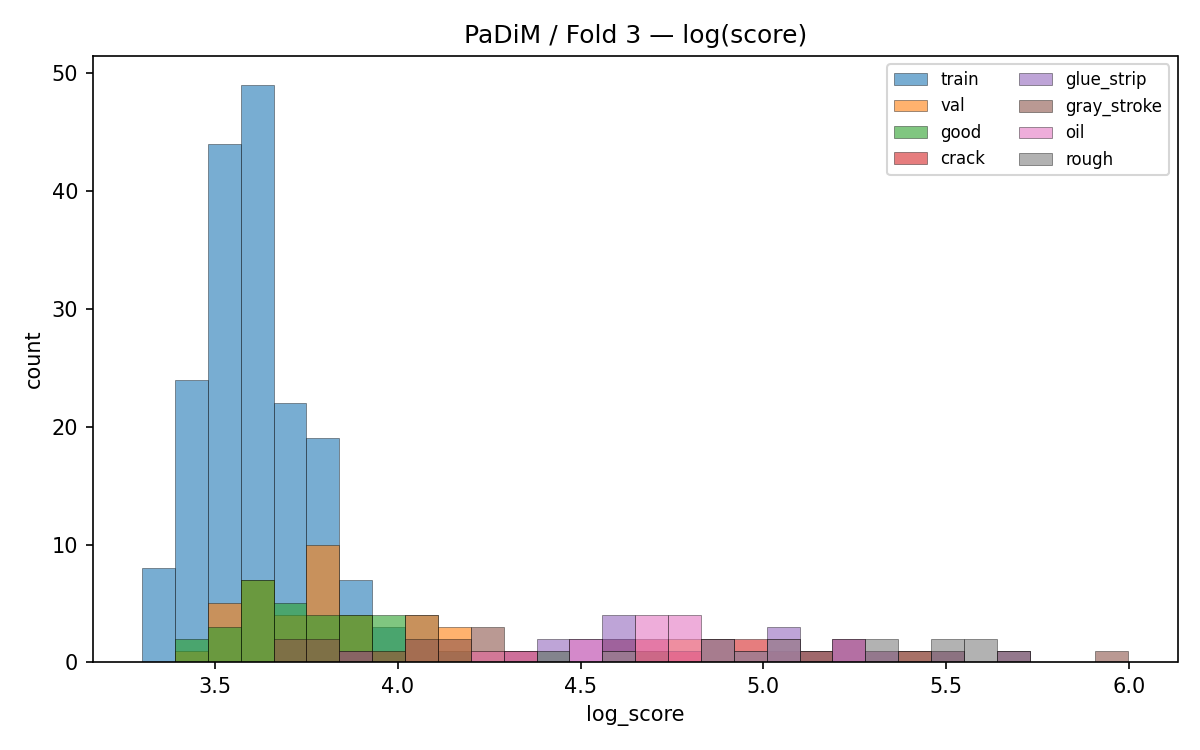 PaDiM / Fold 3 — log(score)
50
40
30
20
10
0
count
train
val
good
crack
glue_strip
gray_stroke
oil
rough
3.5 4.0 4.5 5.0 5.5 6.0
log_score